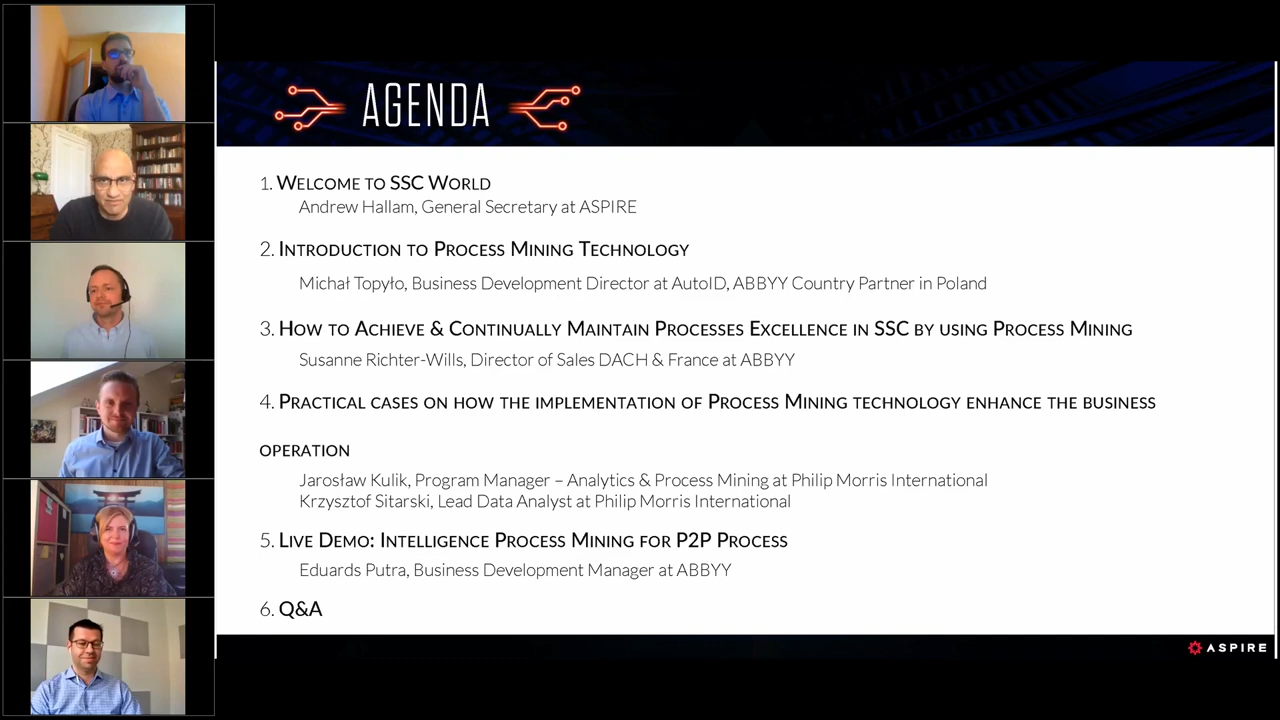 AGENDA
1. Welcome to SSC World
Andrew Hallam, General Secretary at ASPIRE
2. Introduction to Process Mining Technology
Michał Topyło, Business Development Director at AutoID, ABBYY Country Partner in Poland
3. How to Achieve & Continually Maintain Processes Excellence in SSC by using Process Mining
Susanne Richter-Wills, Director of Sales DACH & France at ABBYY
4. Practical cases on how the implementation of Process Mining technology enhance the business
operation
Jarosław Kulik, Program Manager – Analytics & Process Mining at Philip Morris International
Krzysztof Sitarski, Lead Data Analyst at Philip Morris International
5. Live Demo: Intelligence Process Mining for P2P Process
Eduards Putra, Business Development Manager at ABBYY
6. Q&A
ASPIRE